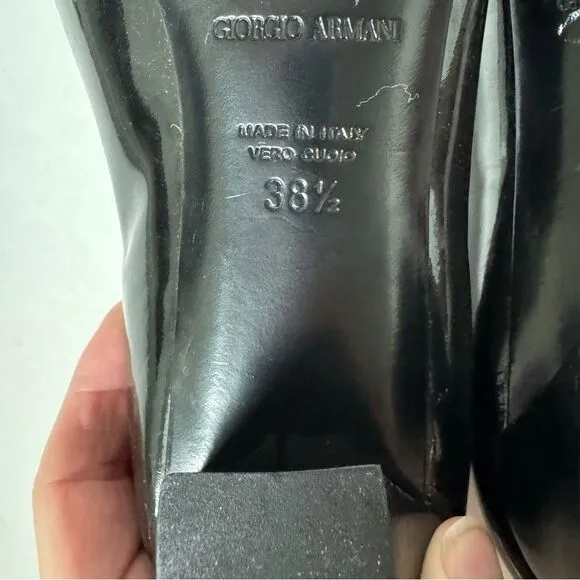 GIORGIO ARMANI
MADE IN ITALY
VERO CUOIO
38½